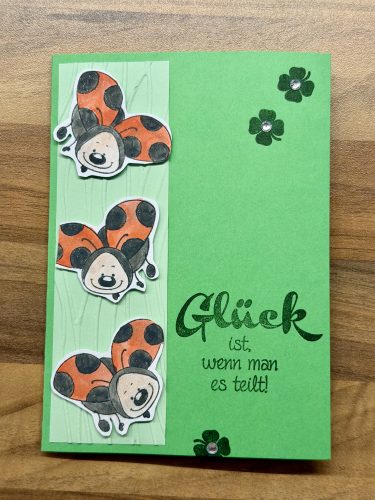 Glück
ist,
wenn man
es teilt!